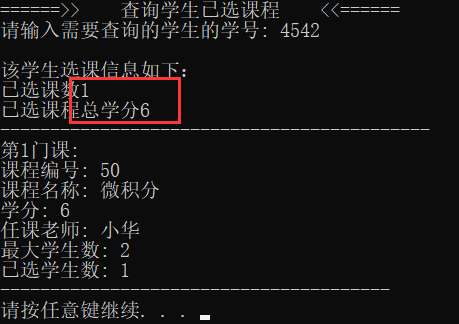 ======>>    查询学生已选课程    <<======
请输入需要查询的学生的学号: 4542
该学生选课信息如下:
已选课数1
已选课程总学分6
-------------------------------------------
第1门课:
课程编号: 50
课程名称: 微积分
学分: 6
任课老师: 小华
最大学生数: 2
已选学生数: 1
---------------------------------------
请按任意键继续. . .